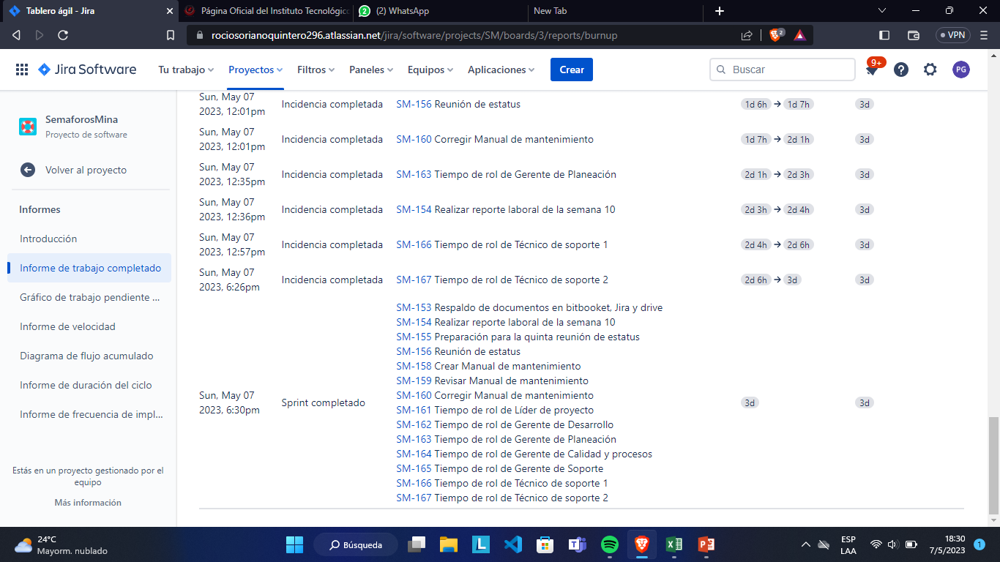 Tablero ágil - Jira
Página Oficial del Instituto Tecnológic
(2) WhatsApp
New Tab
rociosorianoquintero296.atlassian.net/jira/software/projects/SM/boards/3/reports/burnup
2
VPN
Jira Software
Tu trabajo
Proyectos
Filtros
Paneles
Equipos
Aplicaciones
Crear
Buscar
9+
PG
SemaforosMina
Proyecto de software
Volver al proyecto
Informes
Introducción
Informe de trabajo completado
Gráfico de trabajo pendiente ...
Informe de velocidad
Diagrama de flujo acumulado
Informe de duración del ciclo
Informe de frecuencia de impl...
Estás en un proyecto gestionado por el
equipo
Más información
Sun, May 07
2023, 12:01pm
Incidencia completada
SM-156 Reunión de estatus
1d 6h → 1d 7h
3d
Sun, May 07
2023, 12:01pm
Incidencia completada
SM-160 Corregir Manual de mantenimiento
1d 7h → 2d 1h
3d
Sun, May 07
2023, 12:35pm
Incidencia completada
SM-163 Tiempo de rol de Gerente de Planeación
2d 1h → 2d 3h
3d
Sun, May 07
2023, 12:36pm
Incidencia completada
SM-154 Realizar reporte laboral de la semana 10
2d 3h → 2d 4h
3d
Sun, May 07
2023, 12:57pm
Incidencia completada
SM-166 Tiempo de rol de Técnico de soporte 1
2d 4h → 2d 6h
3d
Sun, May 07
2023, 6:26pm
Incidencia completada
SM-167 Tiempo de rol de Técnico de soporte 2
2d 6h → 3d
3d
Sun, May 07
2023, 6:30pm
Sprint completado
SM-153 Respaldo de documentos en bitbooket, Jira y drive
SM-154 Realizar reporte laboral de la semana 10
SM-155 Preparación para la quinta reunión de estatus
SM-156 Reunión de estatus
SM-158 Crear Manual de mantenimiento
SM-159 Revisar Manual de mantenimiento
SM-160 Corregir Manual de mantenimiento
SM-161 Tiempo de rol de Líder de proyecto
SM-162 Tiempo de rol de Gerente de Desarrollo
SM-163 Tiempo de rol de Gerente de Planeación
SM-164 Tiempo de rol de Gerente de Calidad y procesos
SM-165 Tiempo de rol de Gerente de Soporte
SM-166 Tiempo de rol de Técnico de soporte 1
SM-167 Tiempo de rol de Técnico de soporte 2
3d
3d
24°C
Mayorm. nublado
Búsqueda
ESP
LAA
18:30
7/5/2023
1